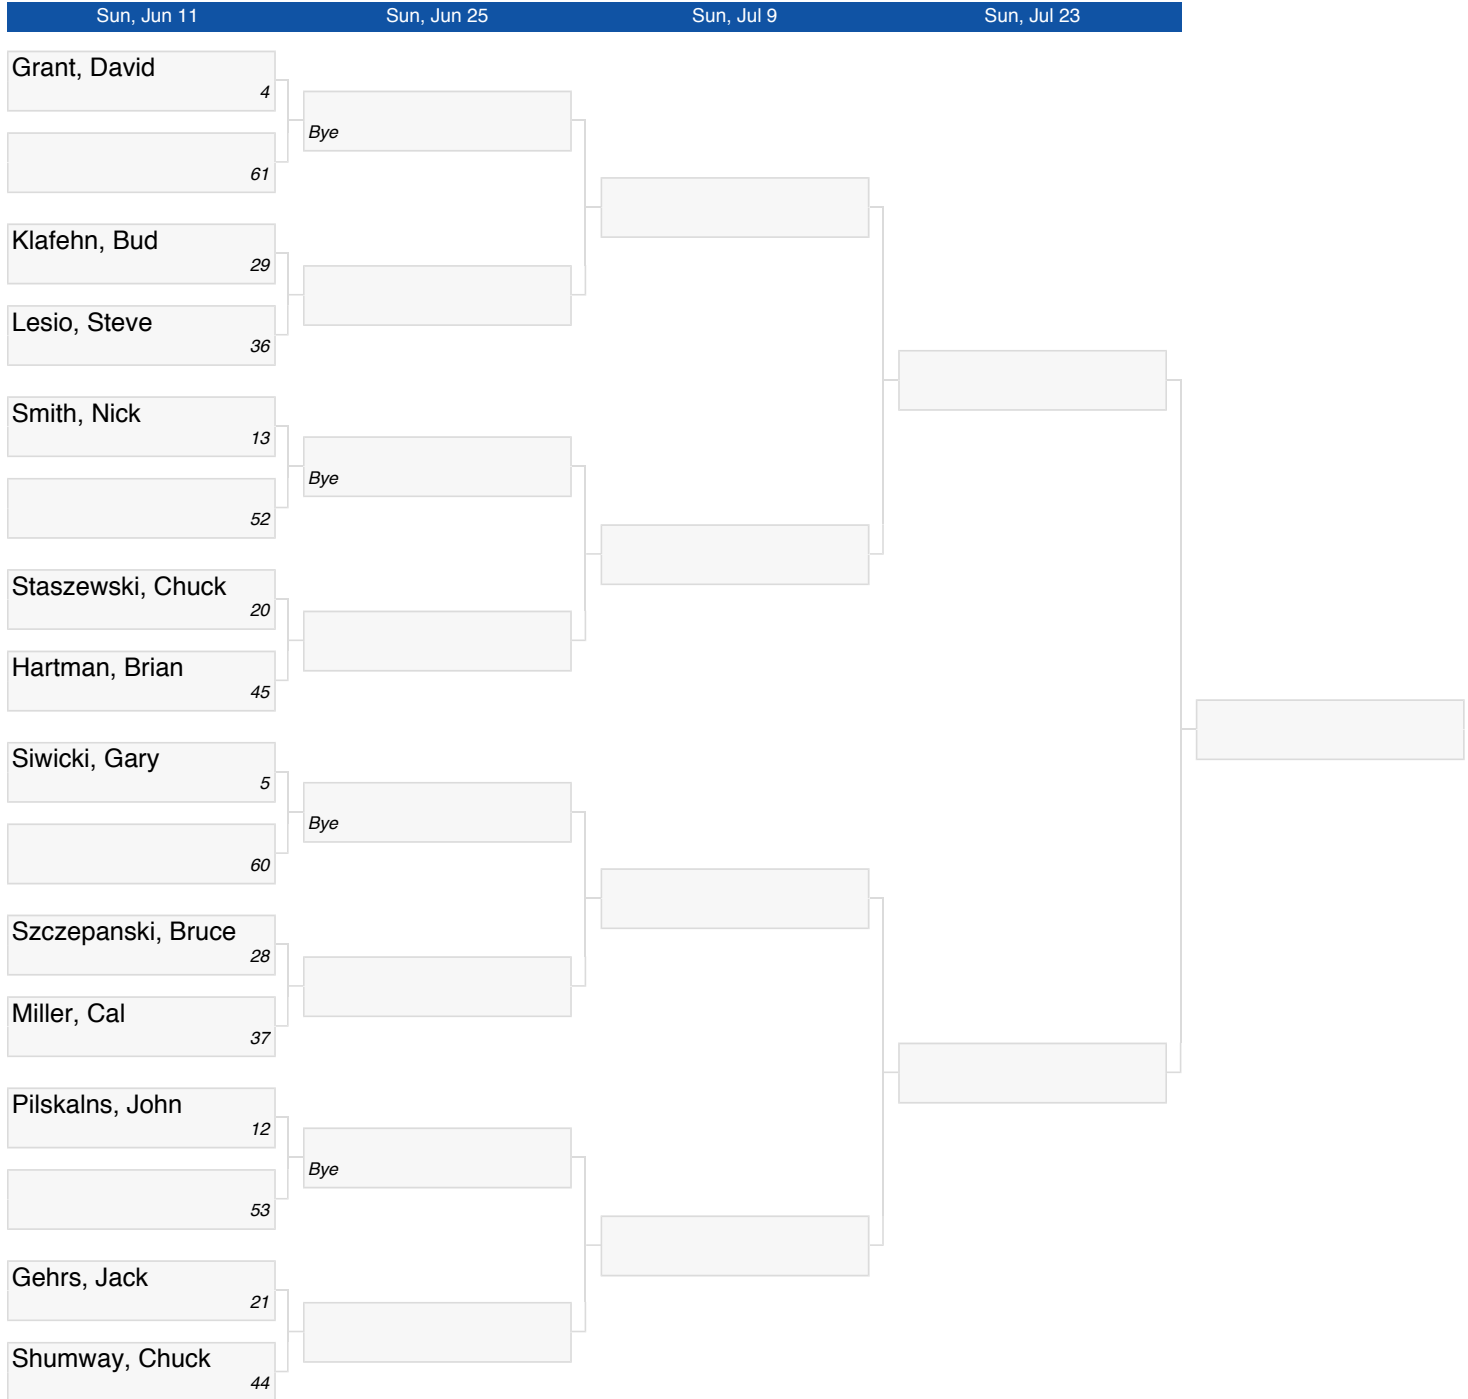 Sun, Jun 11 Sun, Jun 25 Sun, Jul 9 Sun, Jul 23
Grant, David
4
Bye
61
Klafehn, Bud
29
Lesio, Steve
36
Smith, Nick
13
Bye
52
Staszewski, Chuck
20
Hartman, Brian
45
Siwicki, Gary
5
Bye
60
Szczepanski, Bruce
28
Miller, Cal
37
Pilskalns, John
12
Bye
53
Gehrs, Jack
21
Shumway, Chuck
44